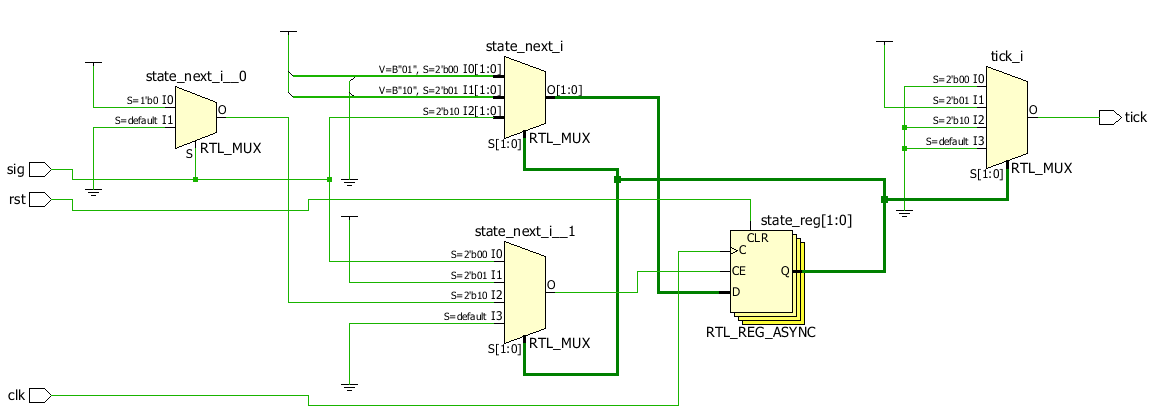 state_next_i
V=B"01", S=2'b00 I0[1:0]
V=B"10", S=2'b01 I1[1:0]
S=2'b10 I2[1:0]
O[1:0]
S[1:0]
RTL_MUX
state_next_i__0
S=1'b0 I0
S=default I1
O
S
RTL_MUX
tick_i
S=2'b00 I0
S=2'b01 I1
S=2'b10 I2
S=default I3
O
S[1:0]
RTL_MUX
tick
sig
rst
state_next_i__1
S=2'b00 I0
S=2'b01 I1
S=2'b10 I2
S=default I3
O
S[1:0]
RTL_MUX
state_reg[1:0]
CLR
C
CE
D
Q
RTL_REG_ASYNC
clk